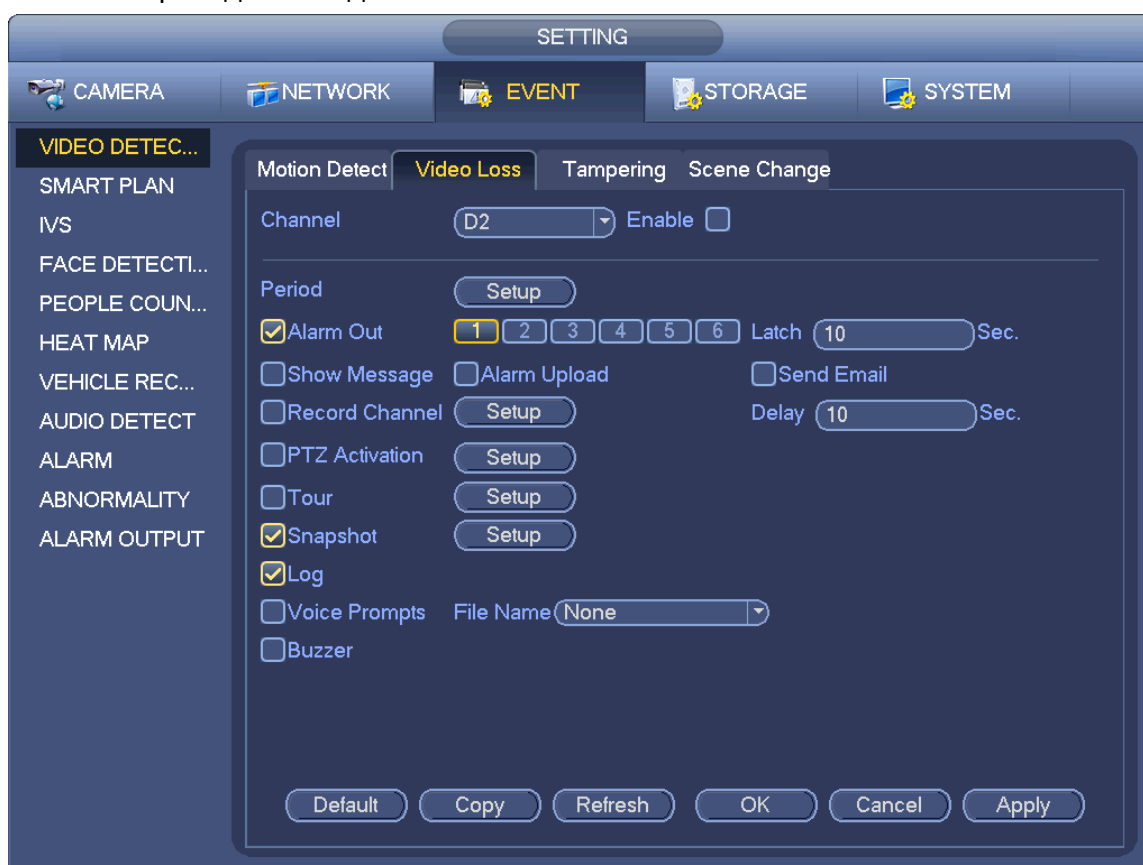 SETTING
CAMERA NETWORK EVENT STORAGE SYSTEM
VIDEO DETEC...
SMART PLAN
IVS
FACE DETECTI...
PEOPLE COUN...
HEAT MAP
VEHICLE REC...
AUDIO DETECT
ALARM
ABNORMALITY
ALARM OUTPUT
Motion Detect Video Loss Tampering Scene Change
Channel D2 Enable
Period Setup
Alarm Out 1 2 3 4 5 6 Latch 10 Sec.
Show Message Alarm Upload Send Email
Record Channel Setup Delay 10 Sec.
PTZ Activation Setup
Tour Setup
Snapshot Setup
Log
Voice Prompts File Name None
Buzzer
Default Copy Refresh OK Cancel Apply